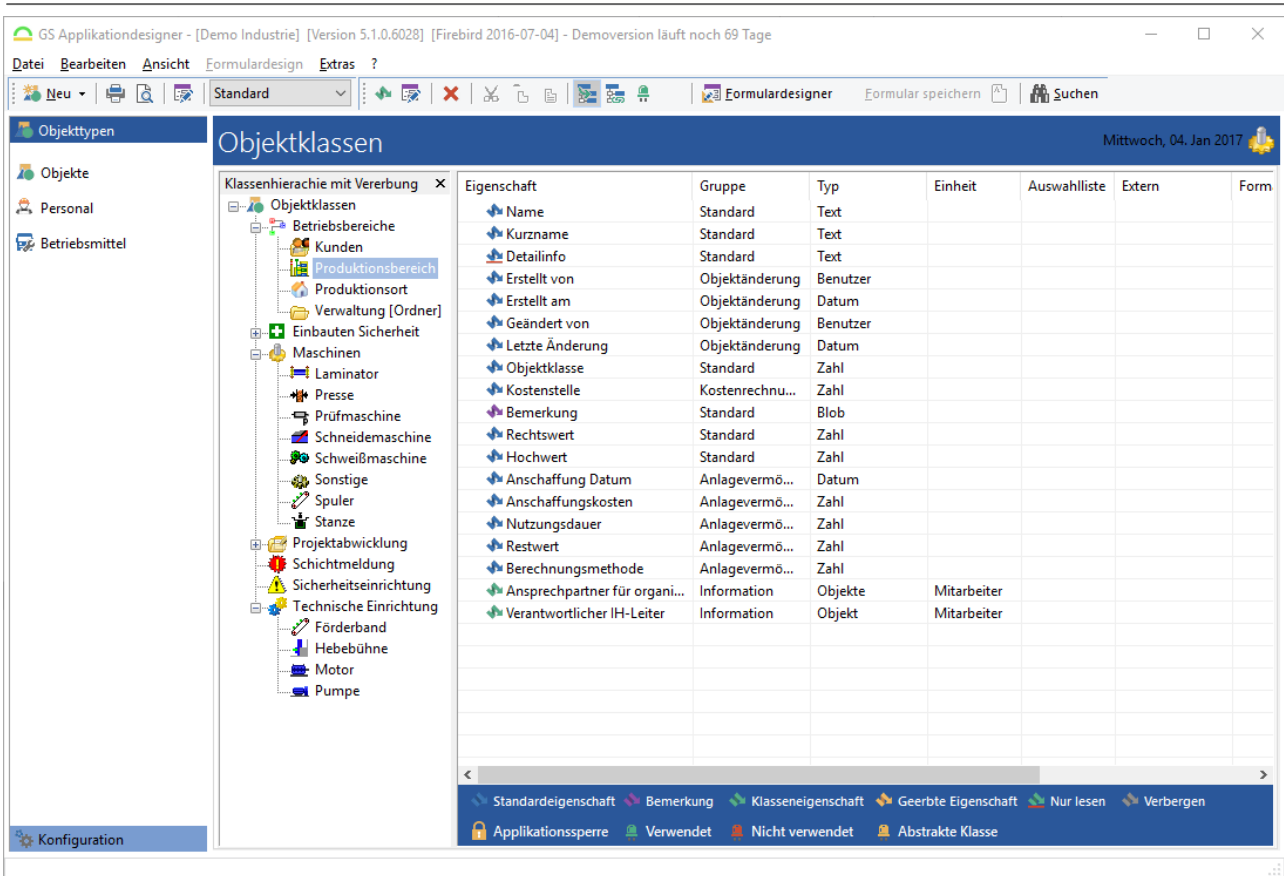 GS Applikationdesigner - [Demo Industrie] [Version 5.1.0.6028] [Firebird 2016-07-04] - Demoversion läuft noch 69 Tage
Datei Bearbeiten Ansicht Formulardesign Extras ?
Neu Standard Formulardesigner Formular speichern Suchen
Objekttypen
Objekte
Personal
Betriebsmittel
Konfiguration
Objektklassen
Mittwoch, 04. Jan 2017
Klassenhierachie mit Vererbung
Objektklassen
Betriebsbereiche
Kunden
Produktionsbereich
Produktionsort
Verwaltung [Ordner]
Einbauten Sicherheit
Maschinen
Laminator
Presse
Prüfmaschine
Schneidemaschine
Schweißmaschine
Sonstige
Spuler
Stanze
Projektabwicklung
Schichtmeldung
Sicherheitseinrichtung
Technische Einrichtung
Förderband
Hebebühne
Motor
Pumpe
Eigenschaft Gruppe Typ Einheit Auswahlliste Extern Form
Name Standard Text
Kurzname Standard Text
Detailinfo Standard Text
Erstellt von Objektänderung Benutzer
Erstellt am Objektänderung Datum
Geändert von Objektänderung Benutzer
Letzte Änderung Objektänderung Datum
Objektklasse Standard Zahl
Kostenstelle Kostenrechnu... Zahl
Bemerkung Standard Blob
Rechtswert Standard Zahl
Hochwert Standard Zahl
Anschaffung Datum Anlagevermö... Datum
Anschaffungskosten Anlagevermö... Zahl
Nutzungsdauer Anlagevermö... Zahl
Restwert Anlagevermö... Zahl
Berechnungsmethode Anlagevermö... Zahl
Ansprechpartner für organi... Information Objekte Mitarbeiter
Verantwortlicher IH-Leiter Information Objekt Mitarbeiter
Standardeigenschaft Bemerkung Klasseneigenschaft Geerbte Eigenschaft Nur lesen Verbergen
Applikationssperre Verwendet Nicht verwendet Abstrakte Klasse